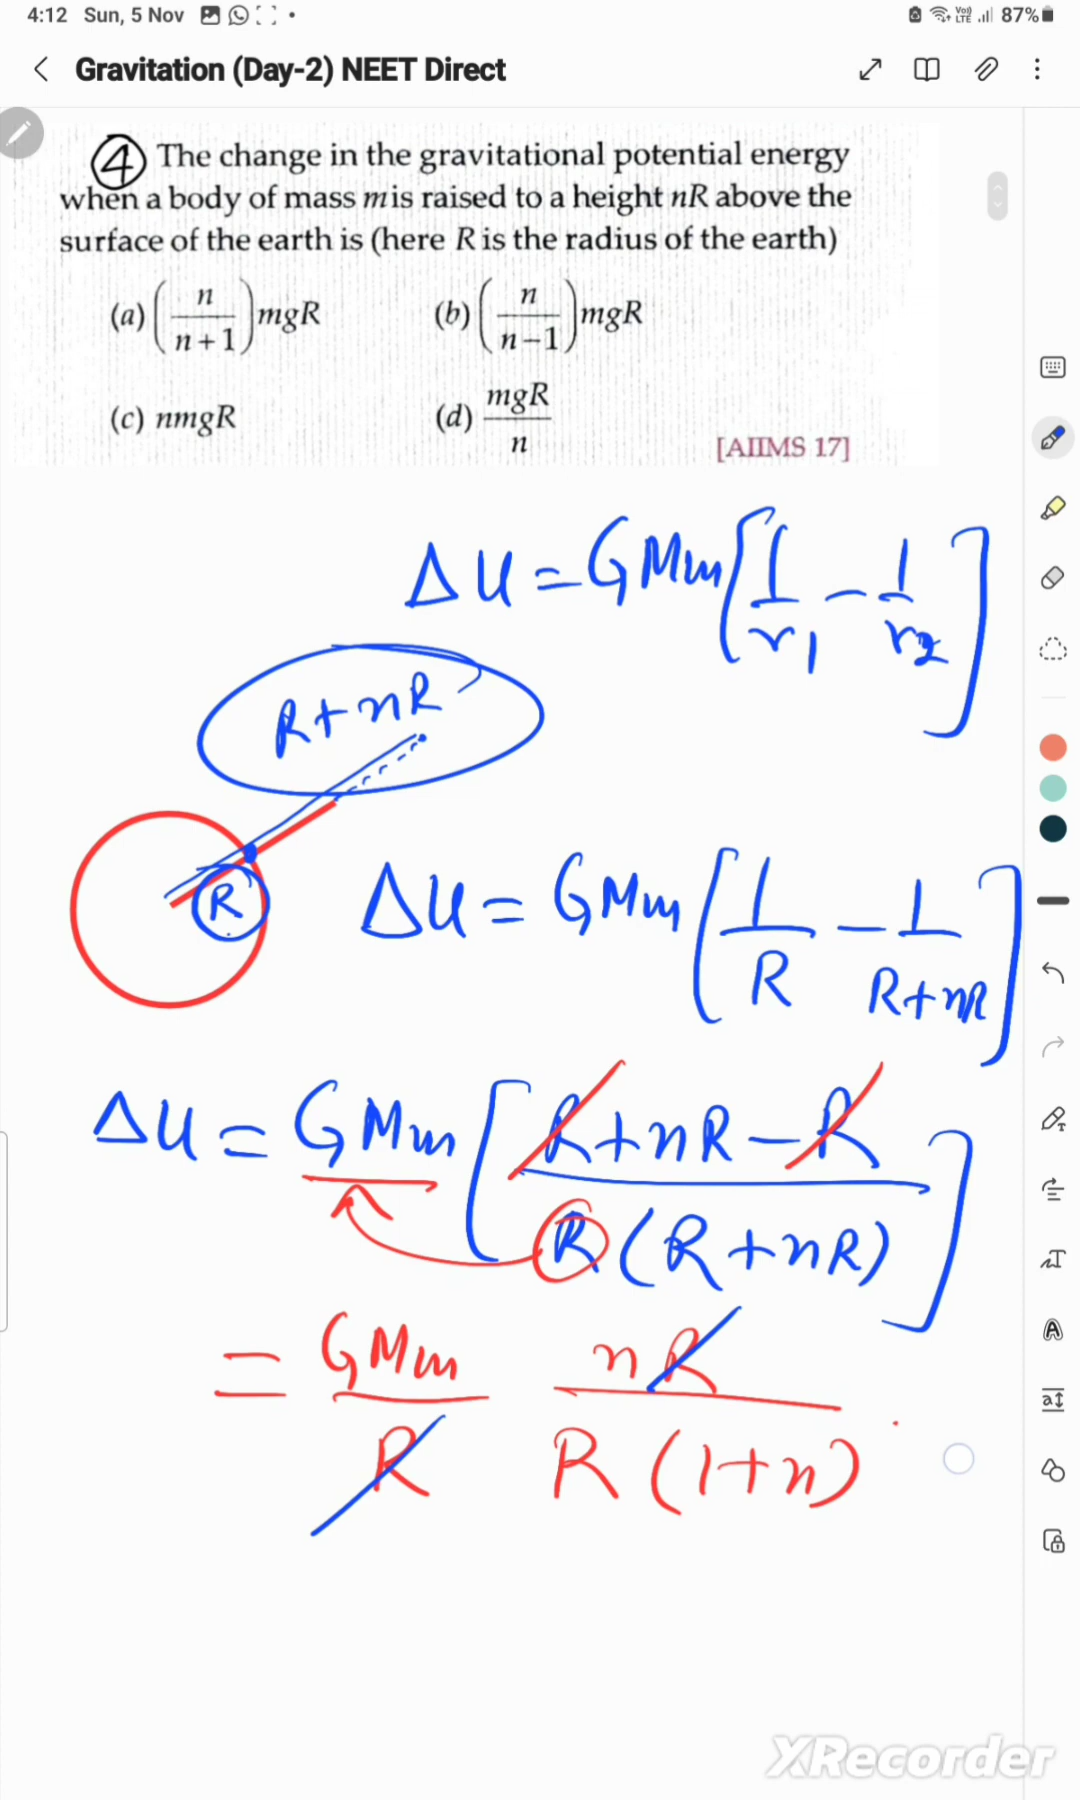 4:12 Sun, 5 Nov 87%
Gravitation (Day-2) NEET Direct
④ The change in the gravitational potential energy
when a body of mass m is raised to a height nR above the
surface of the earth is (here R is the radius of the earth)
(a) (n/(n+1)) mgR (b) (n/(n−1)) mgR
(c) nmgR (d) mgR/n
[AIIMS 17]
ΔU = GMm [1/r₁ − 1/r₂]
R+nR
R
ΔU = GMm [1/R − 1/(R+nR)]
ΔU = GMm [(R+nR−R)/(R(R+nR))]
= GMm/R nR/(R(1+n))
XRecorder